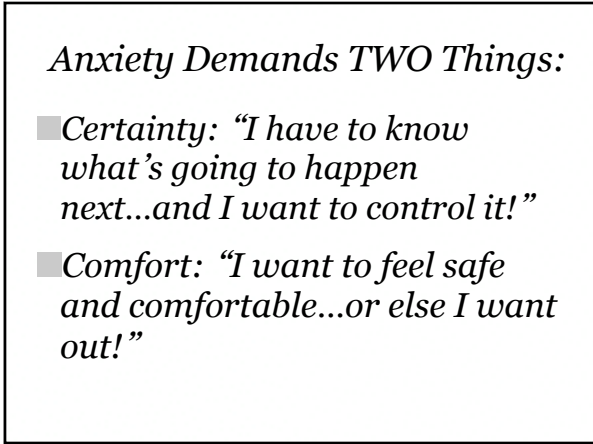 Anxiety Demands TWO Things:
Certainty: “I have to know
what’s going to happen
next…and I want to control it!”
Comfort: “I want to feel safe
and comfortable…or else I want
out!”